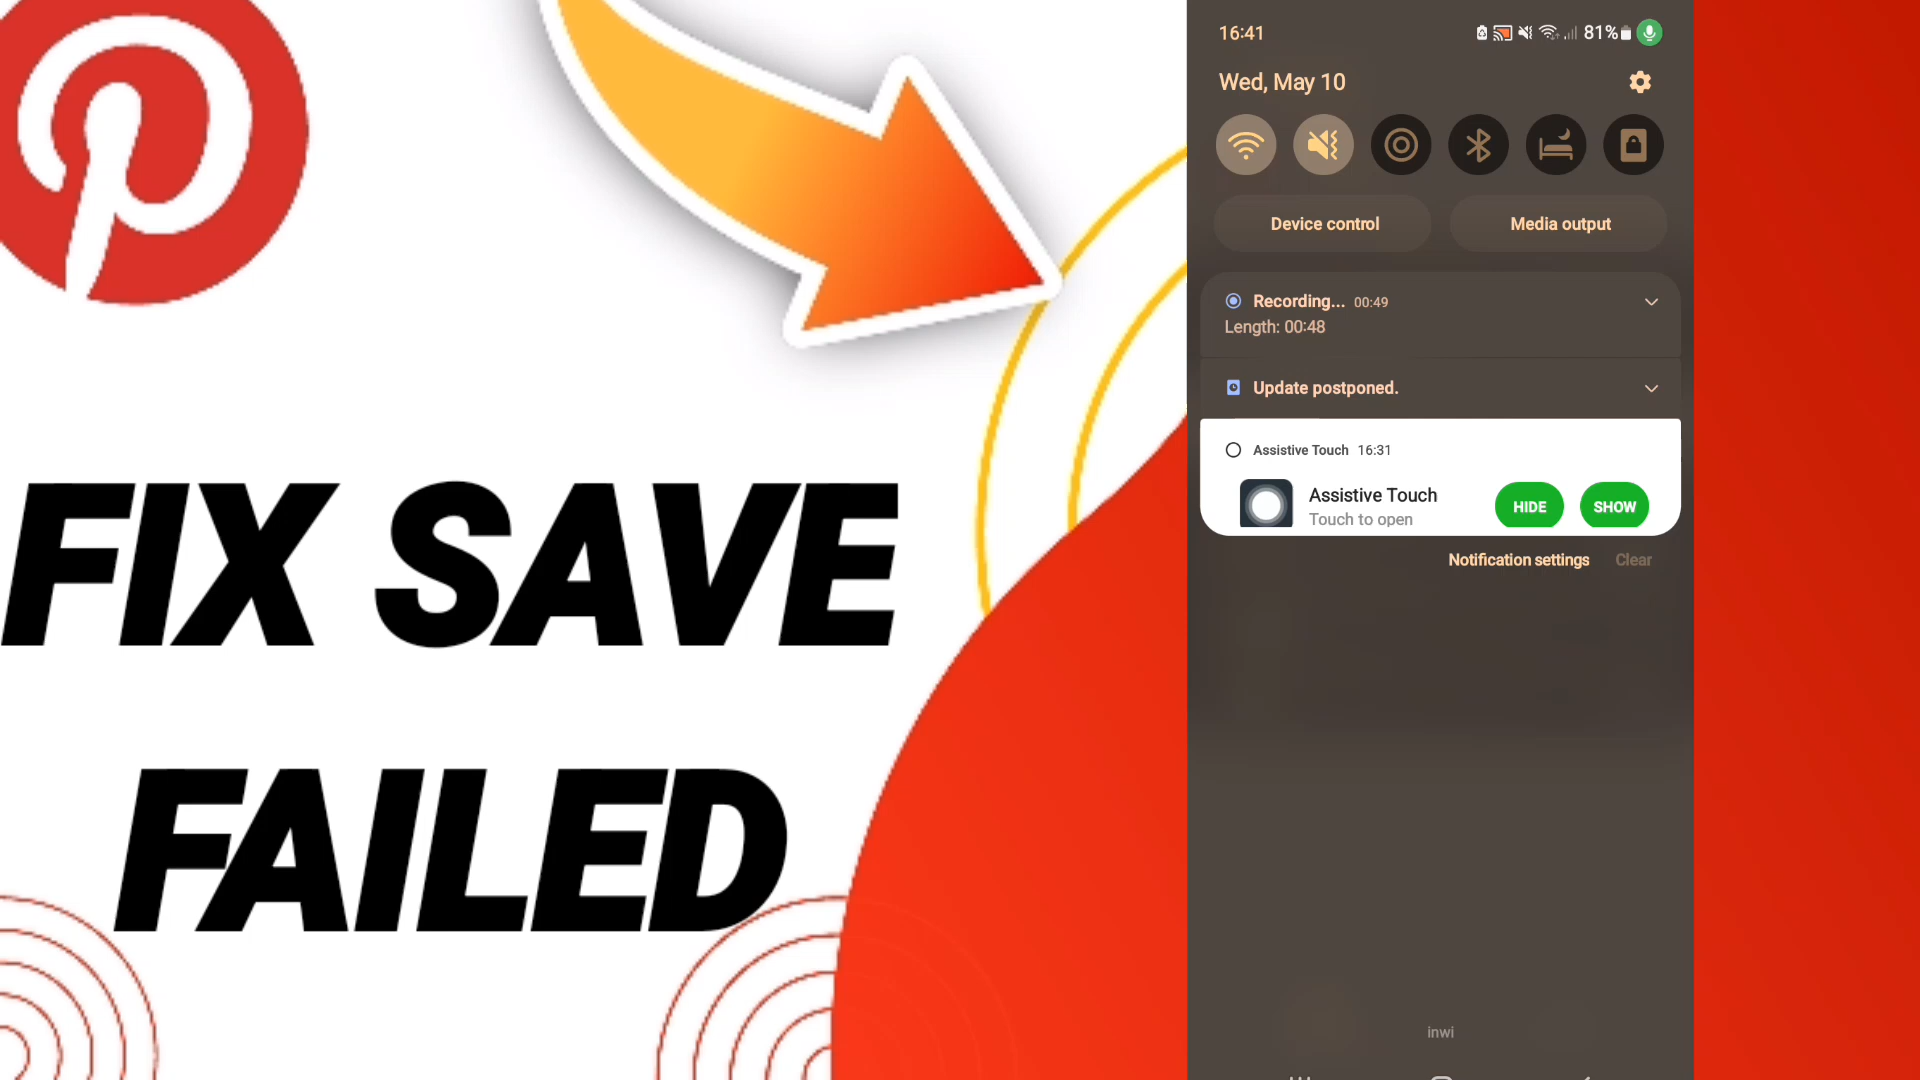 FIX SAVE
FAILED
16:41
81%
Wed, May 10
Device control
Media output
Recording... 00:49
Length: 00:48
Update postponed.
Assistive Touch 16:31
Assistive Touch
Touch to open
HIDE
SHOW
Notification settings
Clear
inwi